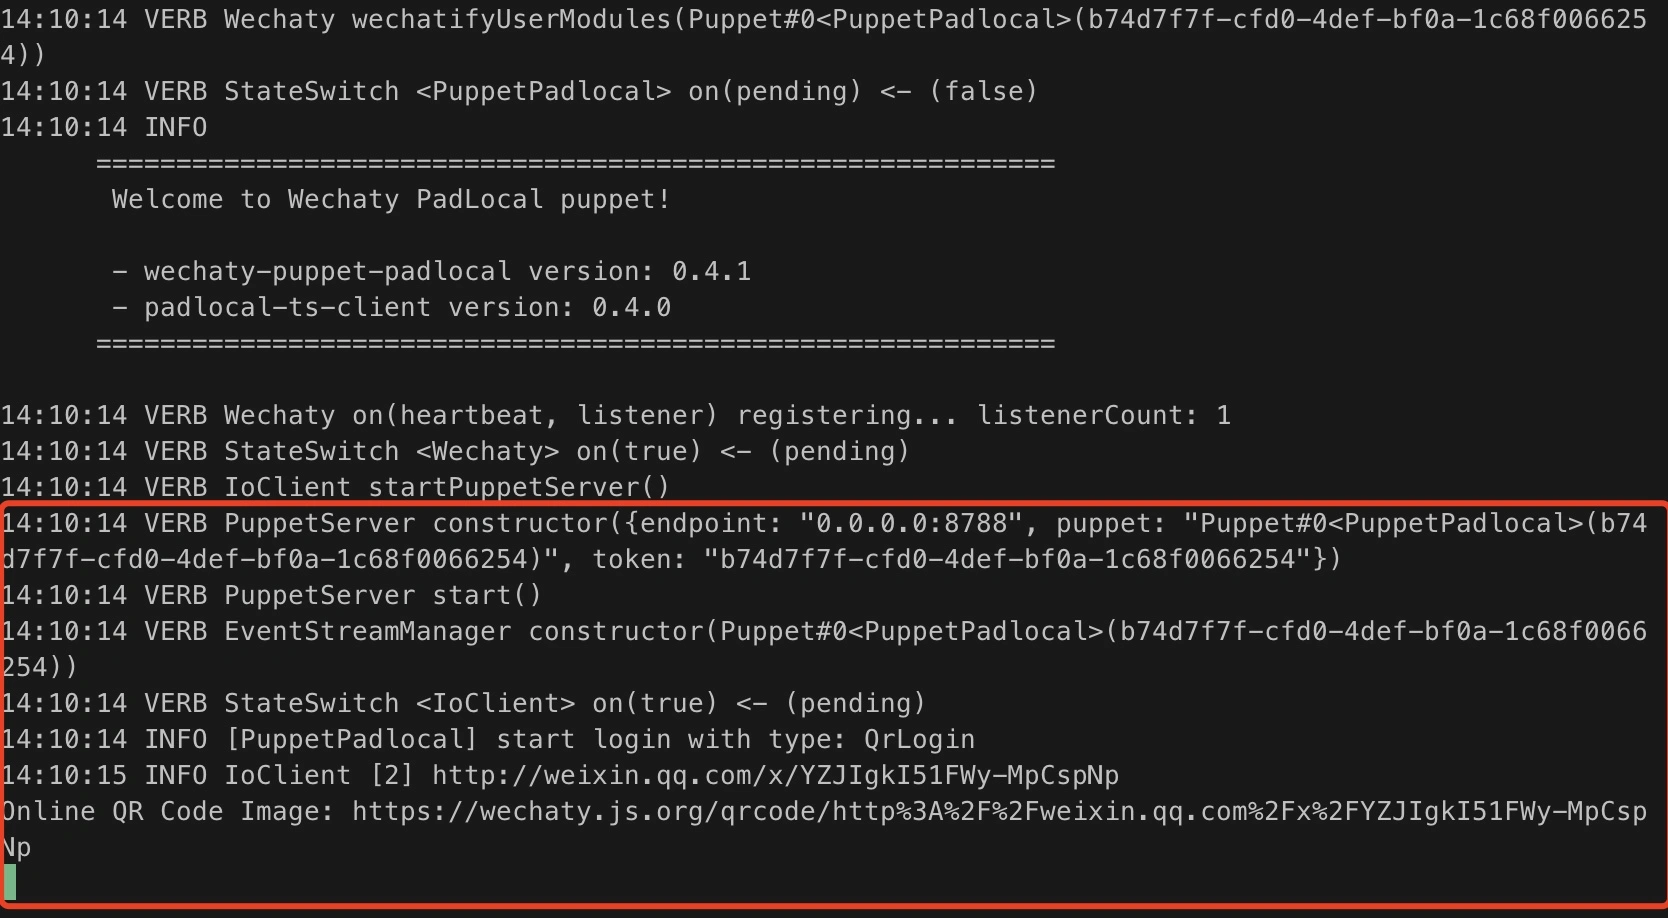 14:10:14 VERB Wechaty wechatifyUserModules(Puppet#0<PuppetPadlocal>(b74d7f7f-cfd0-4def-bf0a-1c68f006625
4))
14:10:14 VERB StateSwitch <PuppetPadlocal> on(pending) <- (false)
14:10:14 INFO
============================================================
Welcome to Wechaty PadLocal puppet!
- wechaty-puppet-padlocal version: 0.4.1
- padlocal-ts-client version: 0.4.0
============================================================
14:10:14 VERB Wechaty on(heartbeat, listener) registering... listenerCount: 1
14:10:14 VERB StateSwitch <Wechaty> on(true) <- (pending)
14:10:14 VERB IoClient startPuppetServer()
14:10:14 VERB PuppetServer constructor({endpoint: "0.0.0.0:8788", puppet: "Puppet#0<PuppetPadlocal>(b74
d7f7f-cfd0-4def-bf0a-1c68f0066254)", token: "b74d7f7f-cfd0-4def-bf0a-1c68f0066254"})
14:10:14 VERB PuppetServer start()
14:10:14 VERB EventStreamManager constructor(Puppet#0<PuppetPadlocal>(b74d7f7f-cfd0-4def-bf0a-1c68f0066
254))
14:10:14 VERB StateSwitch <IoClient> on(true) <- (pending)
14:10:14 INFO [PuppetPadlocal] start login with type: QrLogin
14:10:15 INFO IoClient [2] http://weixin.qq.com/x/YZJIgkI51FWy-MpCspNp
Online QR Code Image: https://wechaty.js.org/qrcode/http%3A%2F%2Fweixin.qq.com%2Fx%2FYZJIgkI51FWy-MpCsp
Np